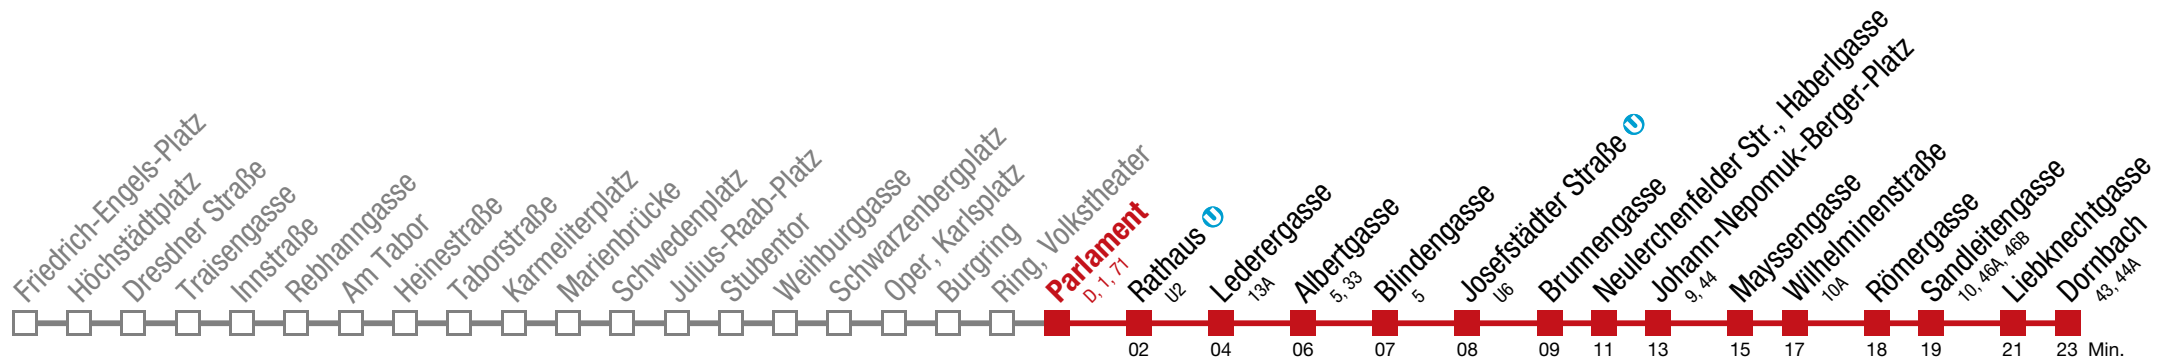 Friedrich-Engels-Platz
Höchstädtplatz
Dresdner Straße
Traisengasse
Innstraße
Rebhanngasse
Am Tabor
Heinestraße
Taborstraße
Karmeliterplatz
Marienbrücke
Schwedenplatz
Julius-Raab-Platz
Stubentor
Weihburggasse
Schwarzenbergplatz
Oper, Karlsplatz
Burgring
Ring, Volkstheater
Parlament
D, 1, 71
Rathaus U
U2
Lederergasse
13A
Albertgasse
5, 33
Blindengasse
5
Josefstädter Straße U
U6
Brunnengasse
Neulerchenfelder Str., Haberlgasse
Johann-Nepomuk-Berger-Platz
9, 44
Mayssengasse
Wilhelminenstraße
10A
Römergasse
Sandleitengasse
10, 46A, 46B
Liebknechtgasse
Dornbach
43, 44A
02 04 06 07 08 09 11 13 15 17 18 19 21 23 Min.